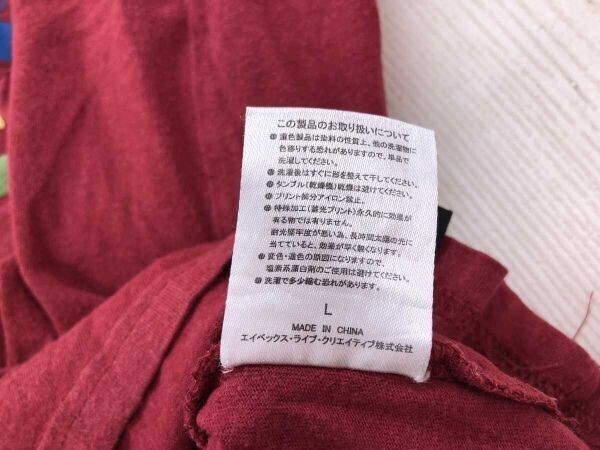 この製品のお取り扱いについて
●濃色製品は染料の性質上、他の洗濯物に
色移りする恐れがありますので、単品で
洗濯してください。
●洗濯後はすぐに形を整えて干してください。
●タンブル(乾燥機)乾燥は避けてください。
●プリント部分アイロン禁止。
●特殊加工(蓄光プリント)永久的に効果が
有る物では有りません。
耐光堅牢度が悪い為、長時間太陽の光に
当てていると、効果が早く鈍くなります。
●変色・退色の原因になりますので、
塩素系漂白剤のご使用は避けてください。
●洗濯で多少縮む恐れがあります。
L
MADE IN CHINA
エイベックス・ライブ・クリエイティブ株式会社